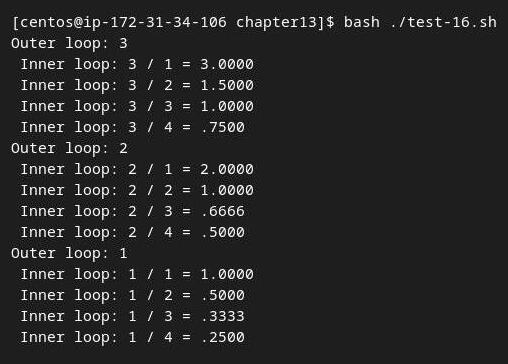 [centos@ip-172-31-34-106 chapter13]$ bash ./test-16.sh
Outer loop: 3
 Inner loop: 3 / 1 = 3.0000
 Inner loop: 3 / 2 = 1.5000
 Inner loop: 3 / 3 = 1.0000
 Inner loop: 3 / 4 = .7500
Outer loop: 2
 Inner loop: 2 / 1 = 2.0000
 Inner loop: 2 / 2 = 1.0000
 Inner loop: 2 / 3 = .6666
 Inner loop: 2 / 4 = .5000
Outer loop: 1
 Inner loop: 1 / 1 = 1.0000
 Inner loop: 1 / 2 = .5000
 Inner loop: 1 / 3 = .3333
 Inner loop: 1 / 4 = .2500